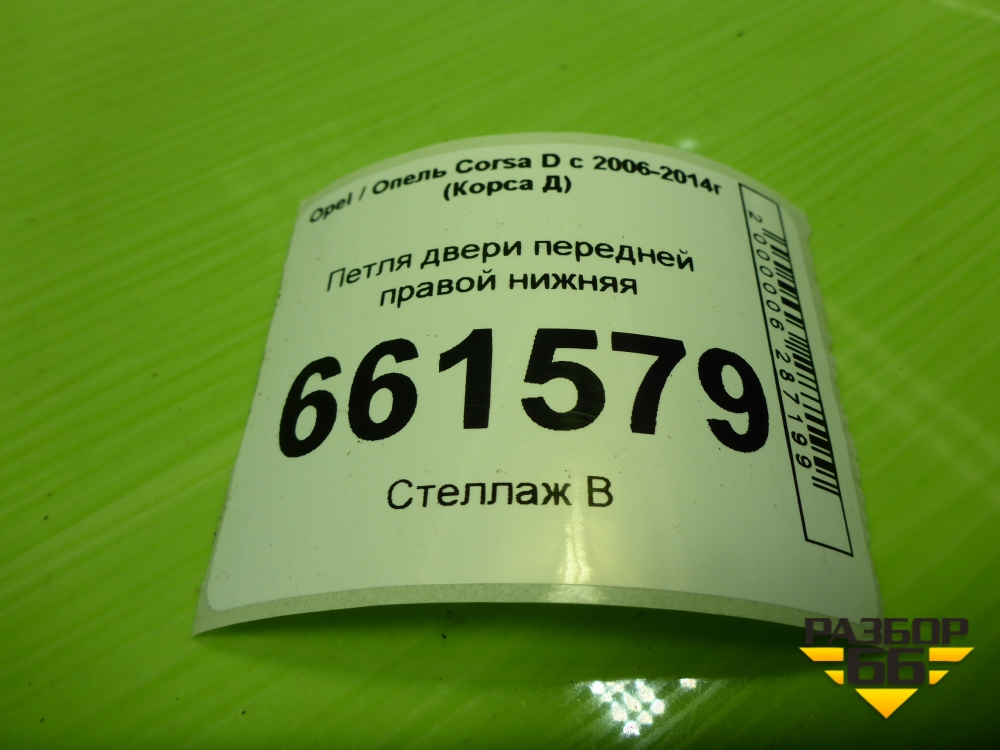 Opel / Опель Corsa D с 2006-2014г
(Корса Д)
Петля двери передней
правой нижняя
661579
Стеллаж В
2000006287199
РАЗБОР
66